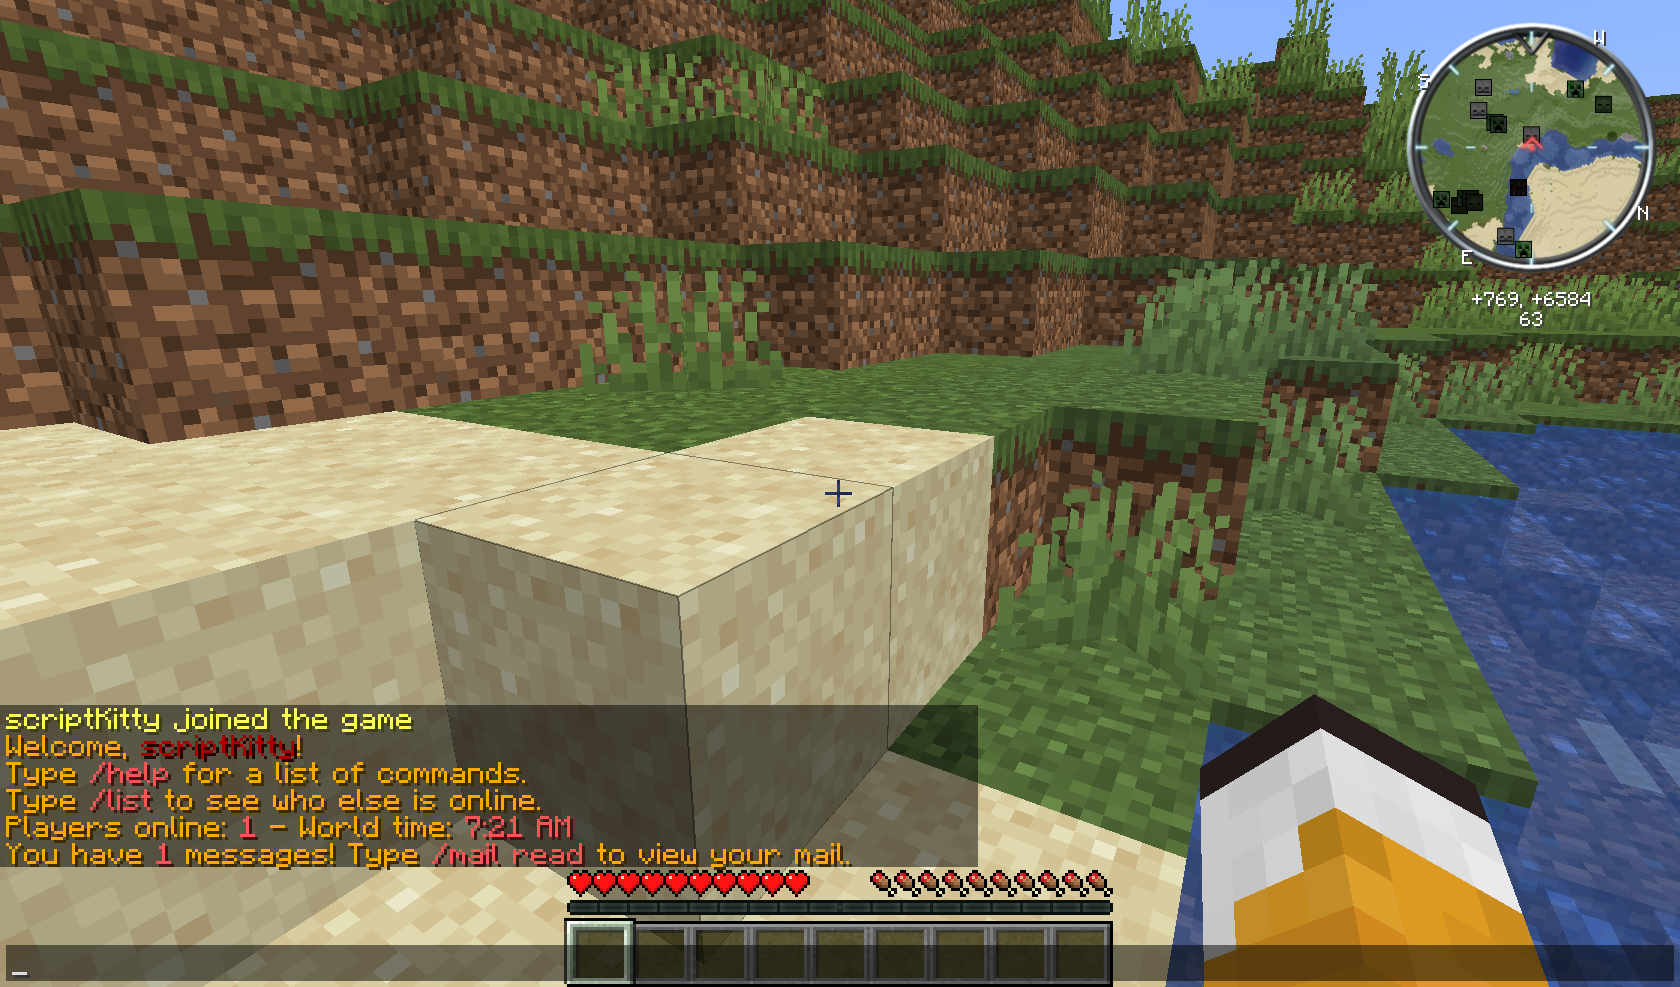 W
S
N
E
+769, +6584
63
scriptKitty joined the game
Welcome, scriptKitty!
Type /help for a list of commands.
Type /list to see who else is online.
Players online: 1 – World time: 7:21 AM
You have 1 messages! Type /mail read to view your mail.
_